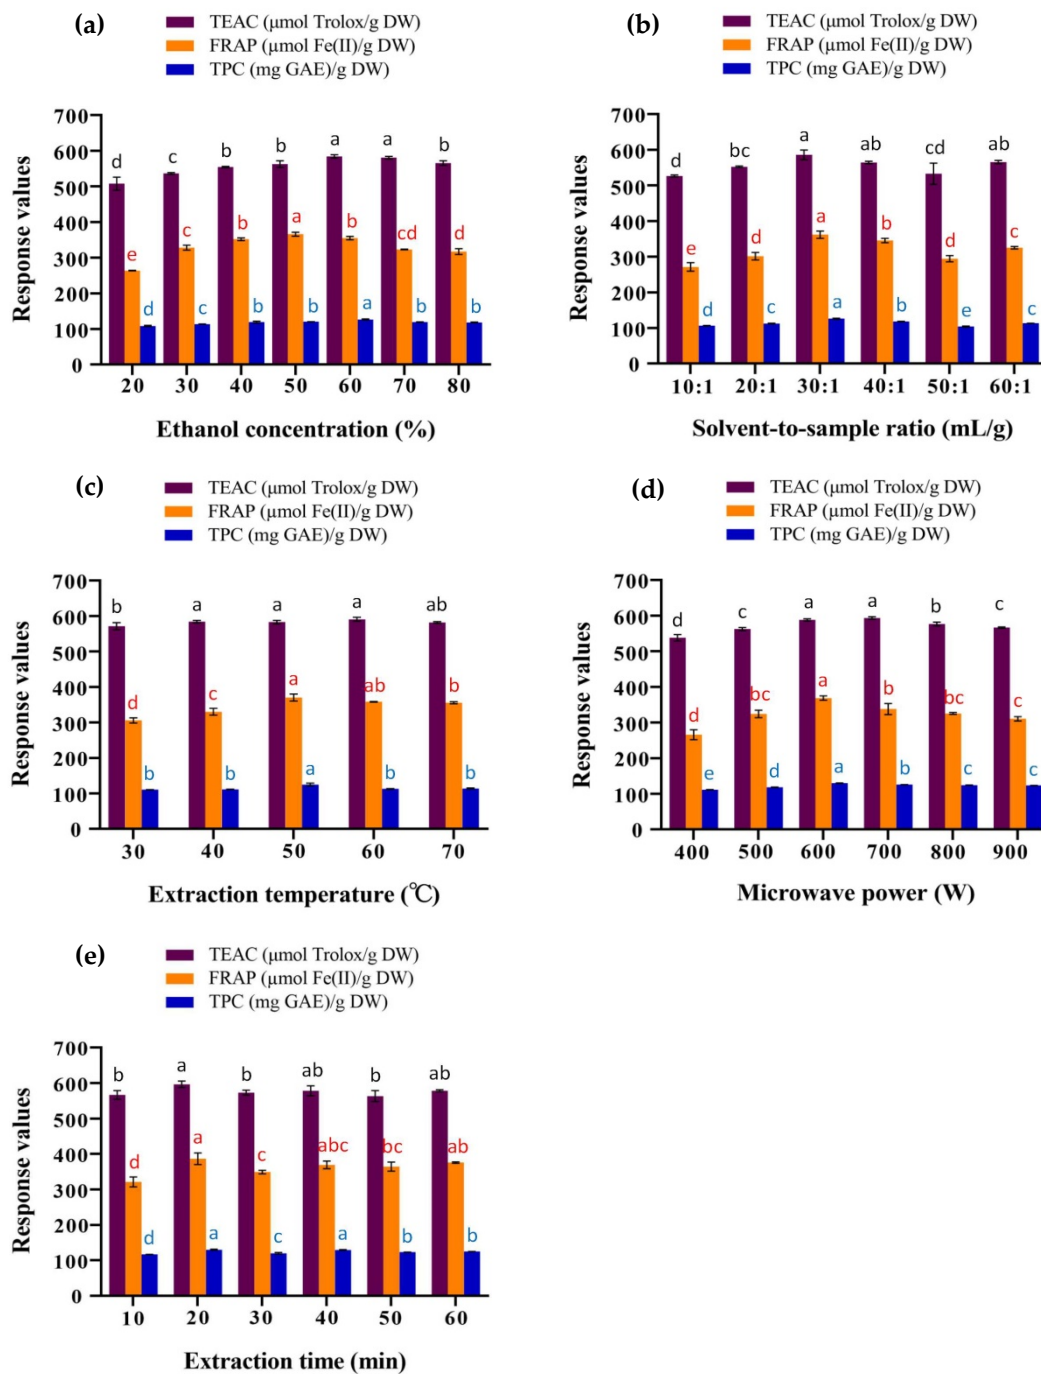 (a)
TEAC (µmol Trolox/g DW)
FRAP (µmol Fe(II)/g DW)
TPC (mg GAE)/g DW)
Response values
700
600
500
400
300
200
100
0
d c b b a a b
e c b a b cd d
d c b b a b b
20 30 40 50 60 70 80
Ethanol concentration (%)
(b)
TEAC (µmol Trolox/g DW)
FRAP (µmol Fe(II)/g DW)
TPC (mg GAE)/g DW)
Response values
700
600
500
400
300
200
100
0
d bc a ab cd ab
e d a b d c
d c a b e c
10:1 20:1 30:1 40:1 50:1 60:1
Solvent-to-sample ratio (mL/g)
(c)
TEAC (µmol Trolox/g DW)
FRAP (µmol Fe(II)/g DW)
TPC (mg GAE)/g DW)
Response values
700
600
500
400
300
200
100
0
b a a a ab
d c a ab b
b b a b b
30 40 50 60 70
Extraction temperature (℃)
(d)
TEAC (µmol Trolox/g DW)
FRAP (µmol Fe(II)/g DW)
TPC (mg GAE)/g DW)
Response values
700
600
500
400
300
200
100
0
d c a a b c
d bc a b bc c
e d a b c c
400 500 600 700 800 900
Microwave power (W)
(e)
TEAC (µmol Trolox/g DW)
FRAP (µmol Fe(II)/g DW)
TPC (mg GAE)/g DW)
Response values
700
600
500
400
300
200
100
0
b a b ab b ab
d a c abc bc ab
d a c a b b
10 20 30 40 50 60
Extraction time (min)